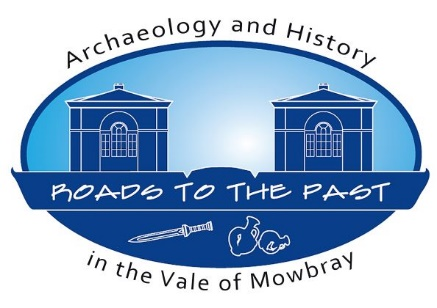 Archaeology and History
ROADS TO THE PAST
in the Vale of Mowbray